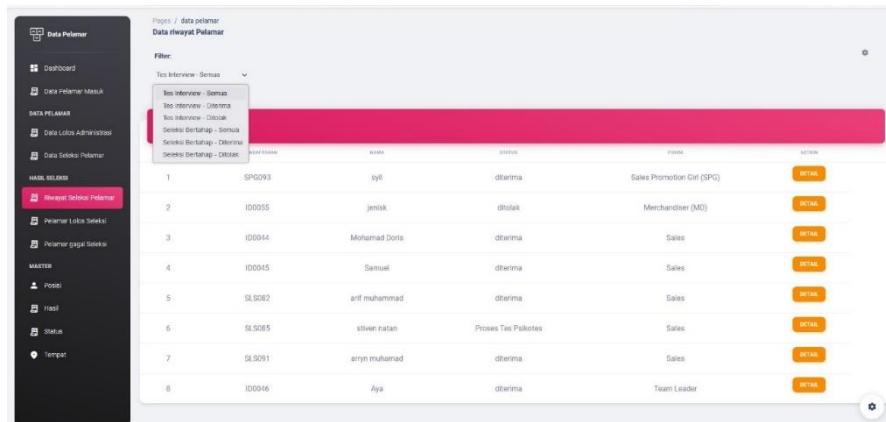 Data Pelamar
Dashboard
Data Pelamar Masuk
DATA PELAMAR
Data Lolos Administrasi
Data Seleksi Pelamar
HASIL SELEKSI
Riwayat Seleksi Pelamar
Pelamar Lolos Seleksi
Pelamar gagal Seleksi
MASTER
Posisi
Hasil
Status
Tempat
Pages / data pelamar
Data riwayat Pelamar
Filter:
Tes Interview - Semua
Tes Interview - Semua
Tes Interview - Diterima
Tes Interview - Ditolak
Seleksi Bertahap - Semua
Seleksi Bertahap - Diterima
Seleksi Bertahap - Ditolak
NAMA STATUS POSISI ACTION
1 SPG093 syil diterima Sales Promotion Girl (SPG) DETAIL
2 ID0055 jenisk ditolak Merchandiser (MD) DETAIL
3 ID0044 Mohamad Doris diterima Sales DETAIL
4 ID0045 Samuel diterima Sales DETAIL
5 SLS082 arif muhammad diterima Sales DETAIL
6 SLS085 stiven natan Proses Tes Psikotes Sales DETAIL
7 SLS091 arryn muhamad diterima Sales DETAIL
8 ID0046 Aya diterima Team Leader DETAIL